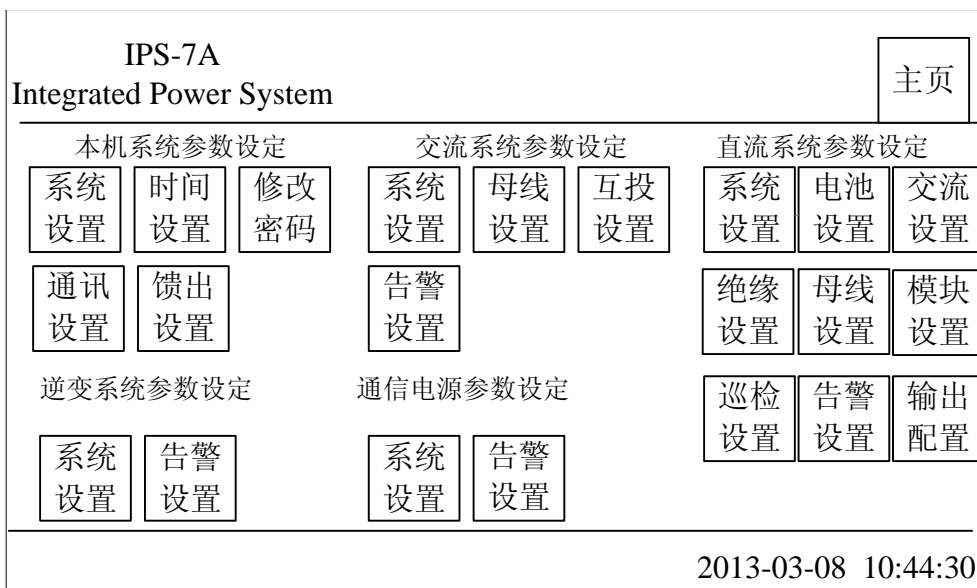 IPS-7A
Integrated Power System
主页
本机系统参数设定
系统 时间 修改
设置 设置 密码
通讯 馈出
设置 设置
交流系统参数设定
系统 母线 互投
设置 设置 设置
告警
设置
直流系统参数设定
系统 电池 交流
设置 设置 设置
绝缘 母线 模块
设置 设置 设置
巡检 告警 输出
设置 设置 配置
逆变系统参数设定
系统 告警
设置 设置
通信电源参数设定
系统 告警
设置 设置
2013-03-08 10:44:30